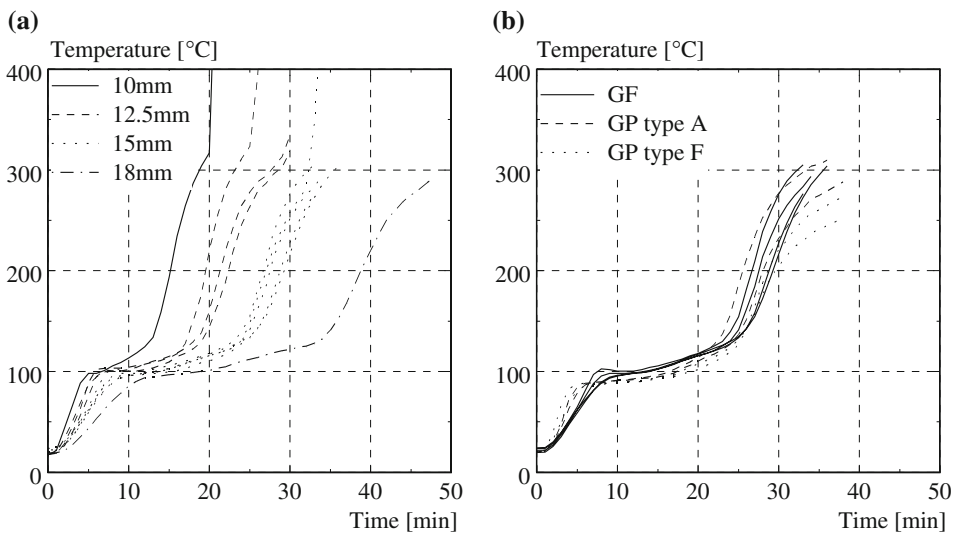 (a)
Temperature [°C]
400
300
200
100
0
10mm
12.5mm
15mm
18mm
0 10 20 30 40 50
Time [min]
(b)
Temperature [°C]
400
300
200
100
0
GF
GP type A
GP type F
0 10 20 30 40 50
Time [min]